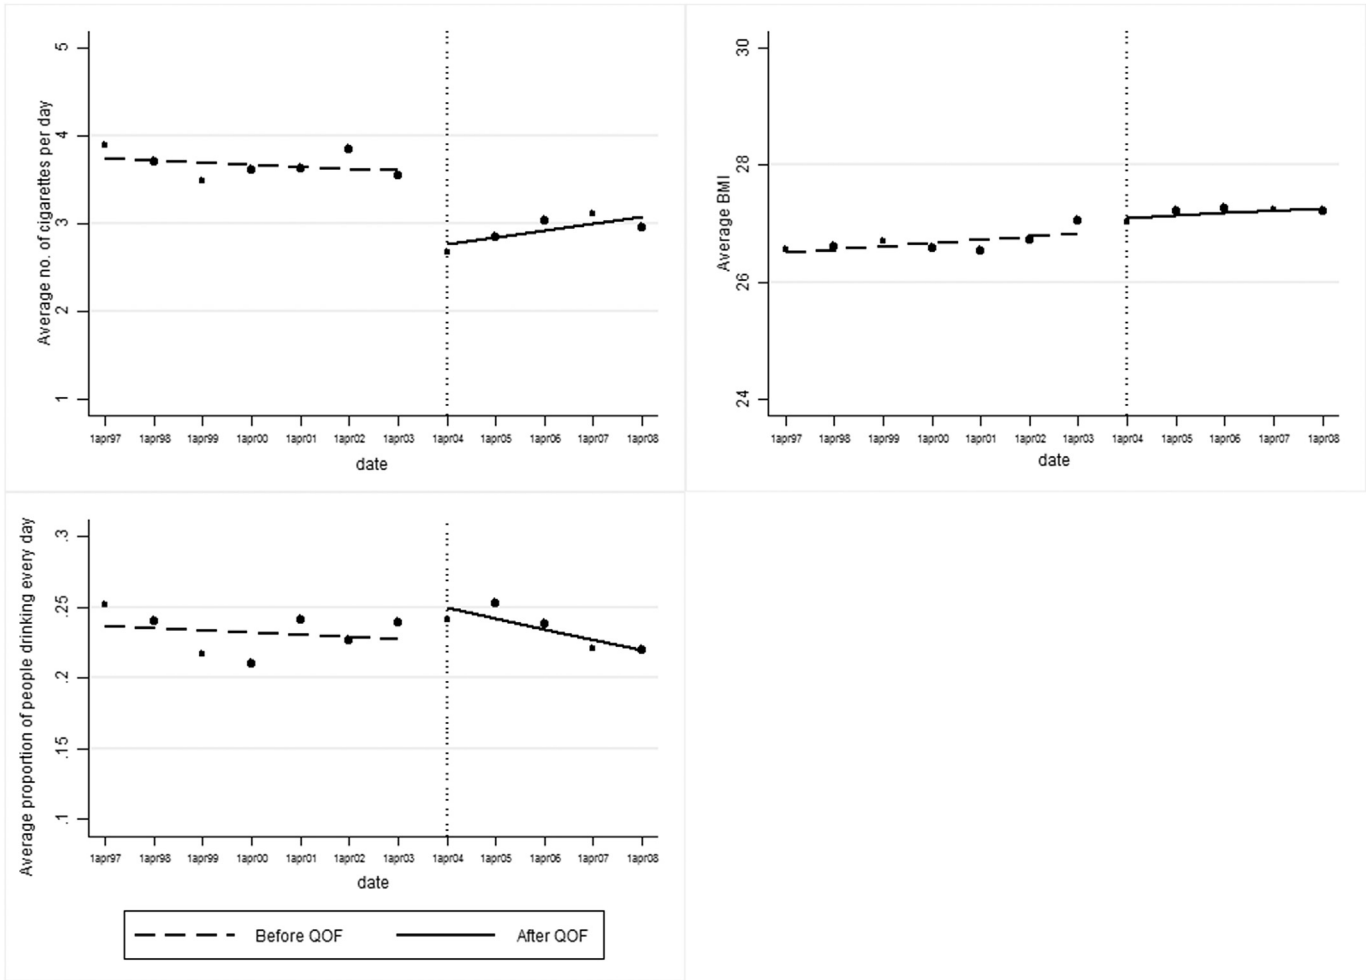 Average no. of cigarettes per day
5
4
3
2
1
1apr97 1apr98 1apr99 1apr00 1apr01 1apr02 1apr03 1apr04 1apr05 1apr06 1apr07 1apr08
date
Average BMI
30
28
26
24
1apr97 1apr98 1apr99 1apr00 1apr01 1apr02 1apr03 1apr04 1apr05 1apr06 1apr07 1apr08
date
Average proportion of people drinking every day
.3
.25
.2
.15
.1
1apr97 1apr98 1apr99 1apr00 1apr01 1apr02 1apr03 1apr04 1apr05 1apr06 1apr07 1apr08
date
Before QOF After QOF